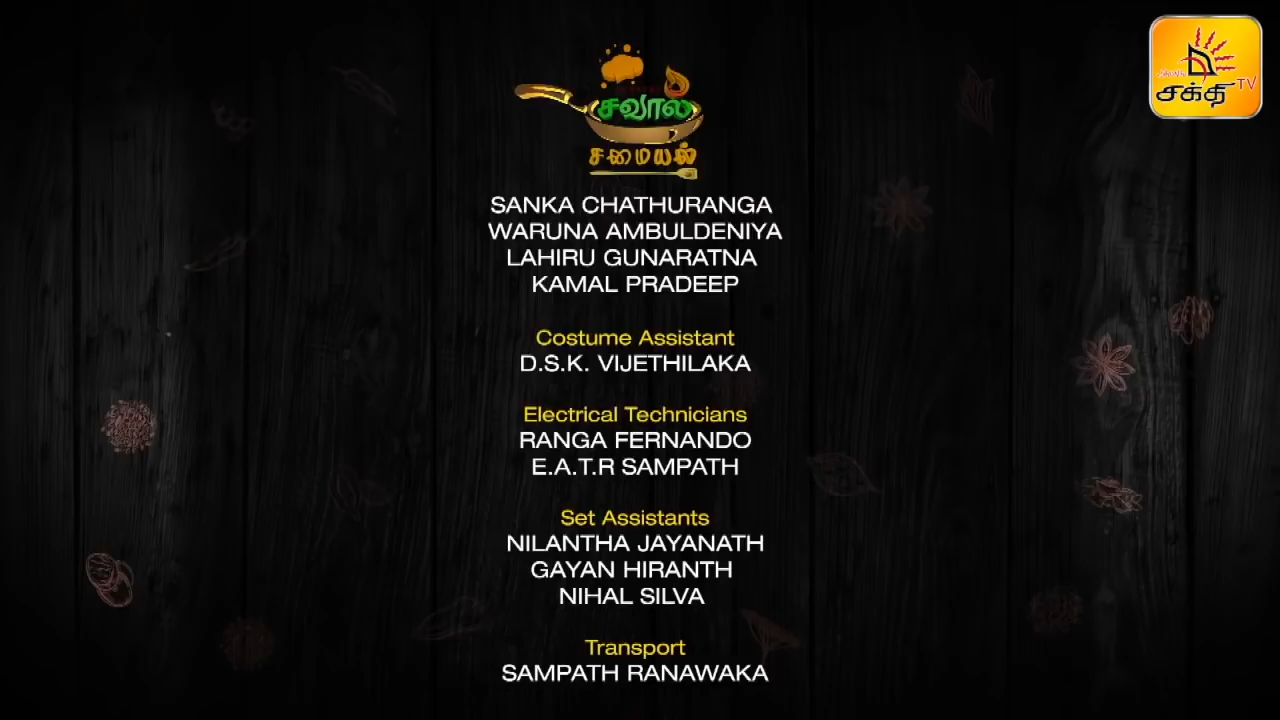 சவால்
சமையல்
SANKA CHATHURANGA
WARUNA AMBULDENIYA
LAHIRU GUNARATNA
KAMAL PRADEEP
Costume Assistant
D.S.K. VIJETHILAKA
Electrical Technicians
RANGA FERNANDO
E.A.T.R SAMPATH
Set Assistants
NILANTHA JAYANATH
GAYAN HIRANTH
NIHAL SILVA
Transport
SAMPATH RANAWAKA
சக்தி TV